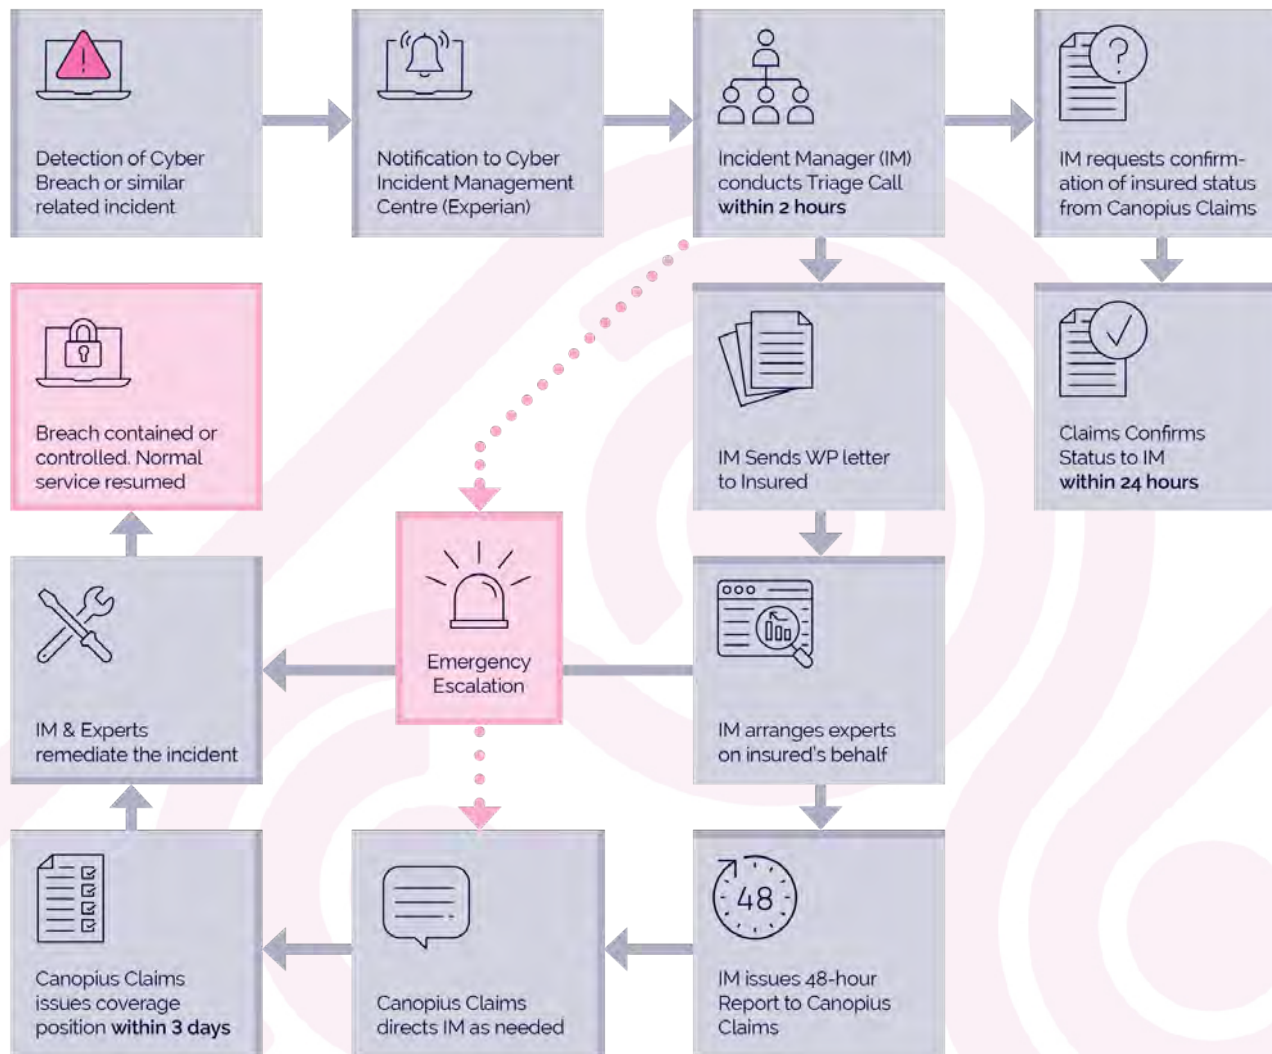 Detection of Cyber
Breach or similar
related incident
Notification to Cyber
Incident Management
Centre (Experian)
Incident Manager (IM)
conducts Triage Call
within 2 hours
IM requests confirm-
ation of insured status
from Canopius Claims
Breach contained or
controlled. Normal
service resumed
IM Sends WP letter
to Insured
Claims Confirms
Status to IM
within 24 hours
IM & Experts
remediate the incident
Emergency
Escalation
IM arranges experts
on insured's behalf
Canopius Claims
issues coverage
position within 3 days
Canopius Claims
directs IM as needed
48
IM issues 48-hour
Report to Canopius
Claims